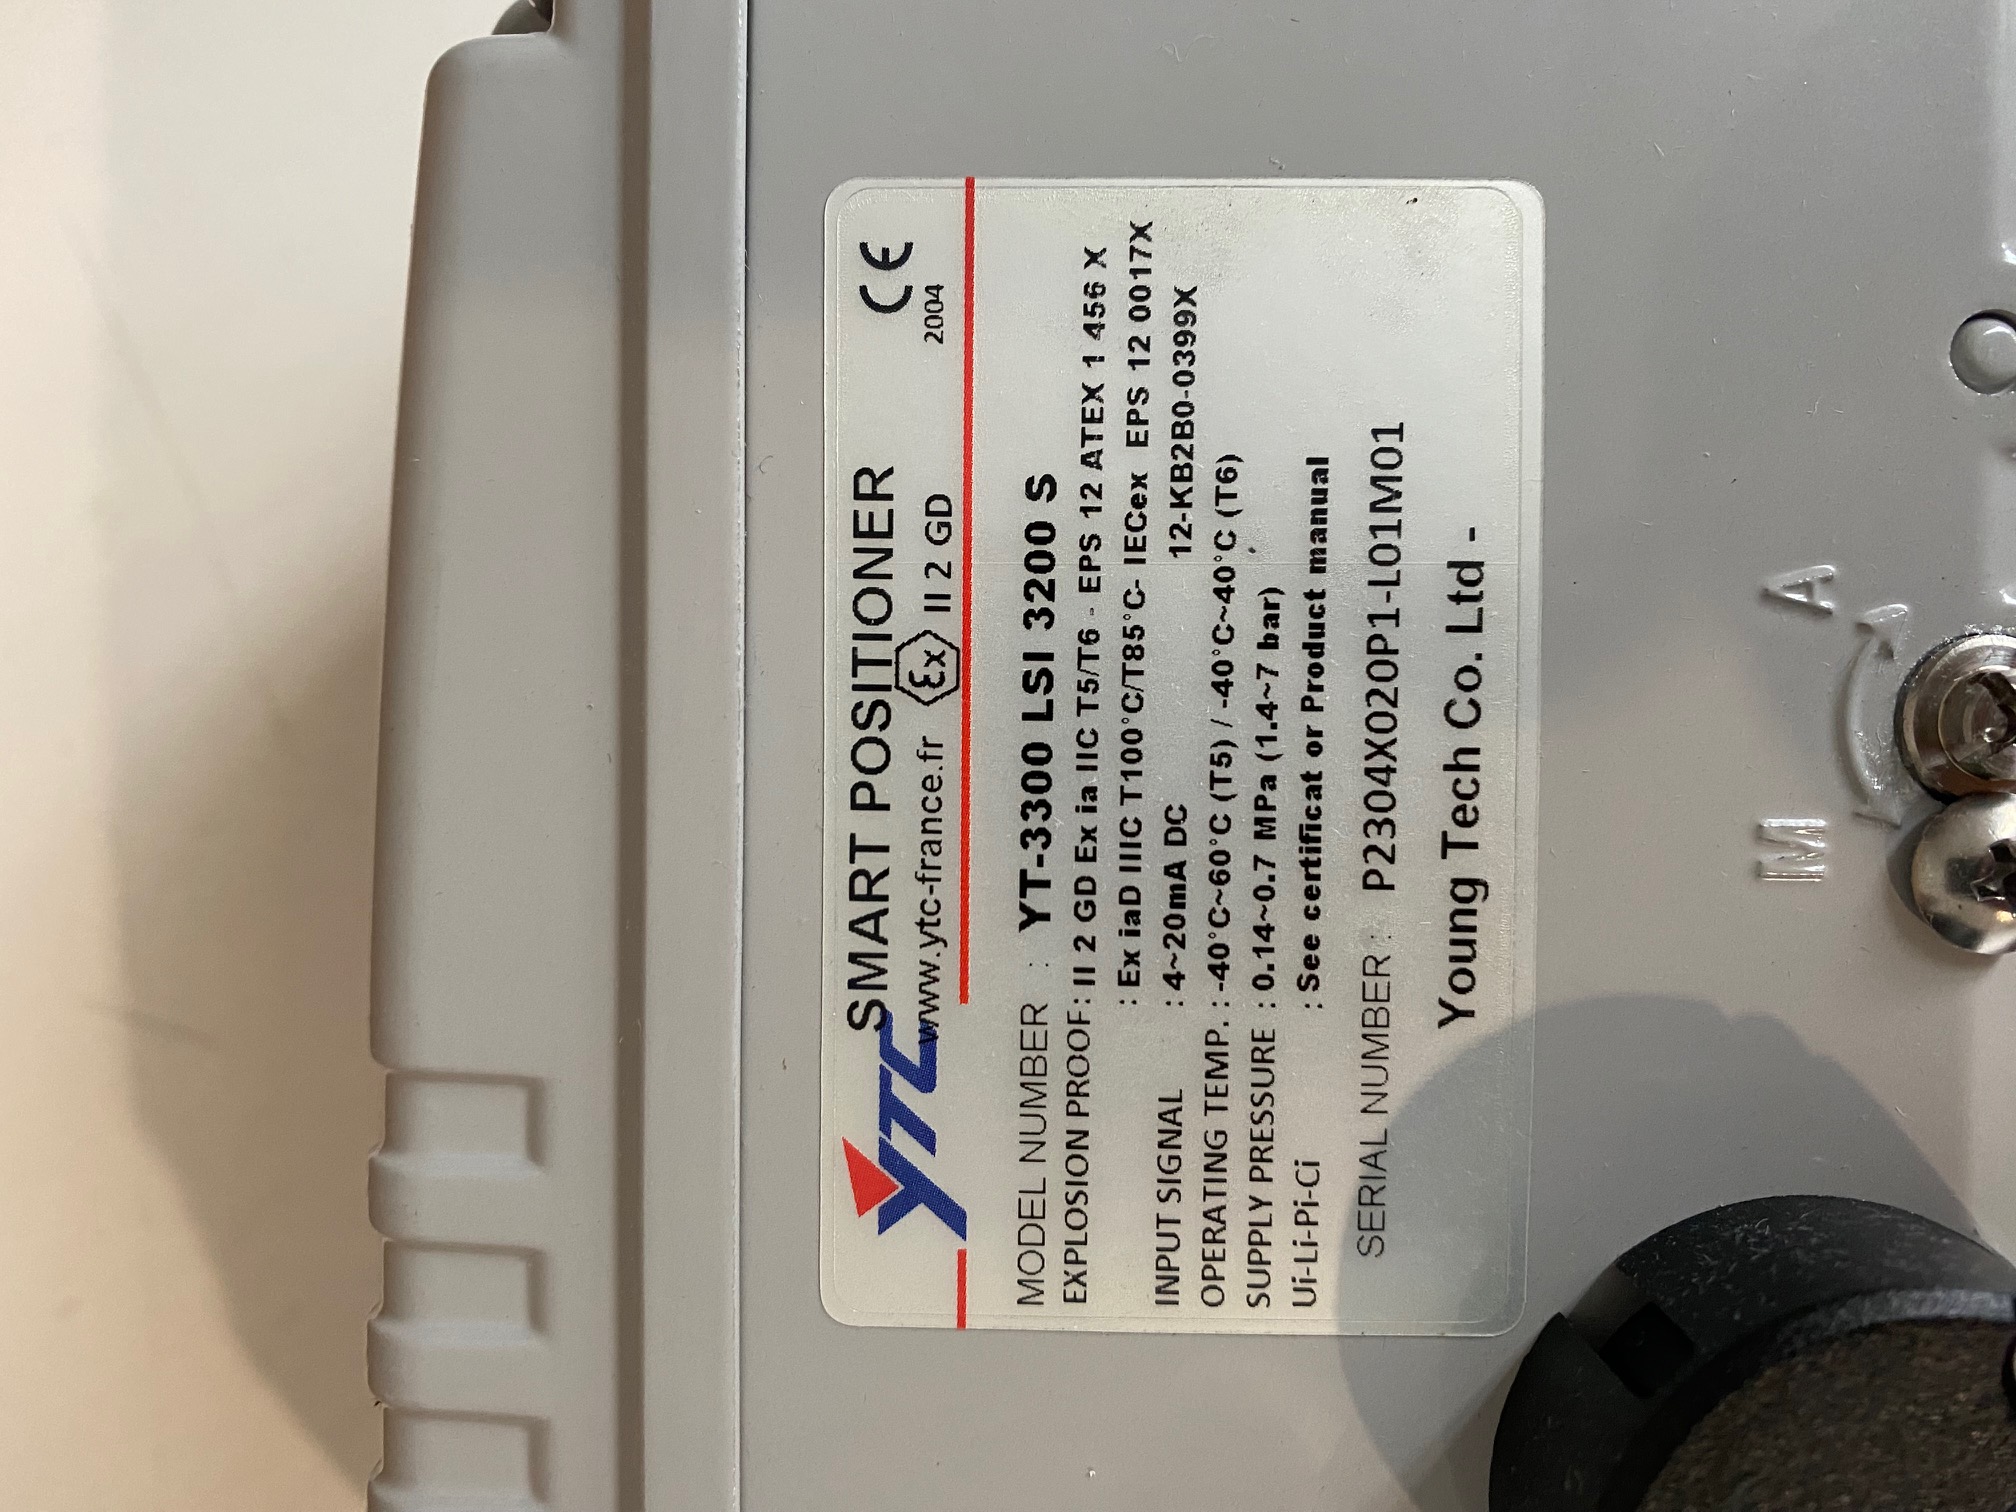 YTC SMART POSITIONER CE
www.ytc-france.fr Ex II 2 GD 2004
MODEL NUMBER : YT-3300 LSI 3200 S
EXPLOSION PROOF : II 2 GD Ex ia IIC T5/T6 - EPS 12 ATEX 1 456 X
: Ex iaD IIIC T100°C/T85°C- IECex EPS 12 0017X
INPUT SIGNAL : 4~20mA DC 12-KB2B0-0399X
OPERATING TEMP. : -40°C~60°C (T5) / -40°C~40°C (T6)
SUPPLY PRESSURE : 0.14~0.7 MPa (1.4~7 bar)
Ui-Li-Pi-Ci : See certificat or Product manual
SERIAL NUMBER : P2304X020P1-L01M01
Young Tech Co. Ltd -
M A